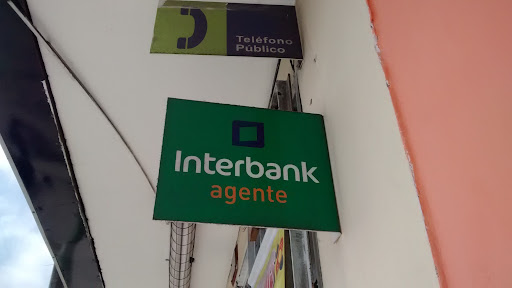 Teléfono
Público
Interbank
agente